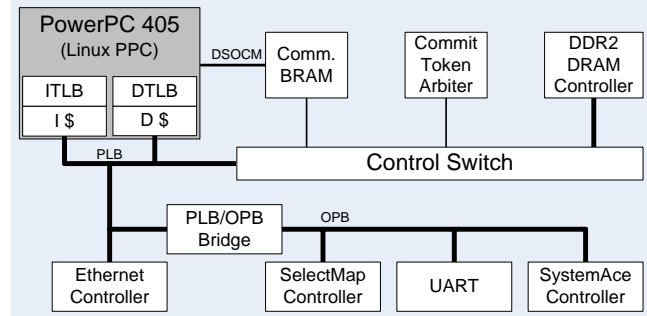 PowerPC 405
(Linux PPC)
ITLB
DTLB
I $
D $
DSOCM
Comm.
BRAM
Commit
Token
Arbiter
DDR2
DRAM
Controller
PLB
Control Switch
PLB/OPB
Bridge
OPB
Ethernet
Controller
SelectMap
Controller
UART
SystemAce
Controller